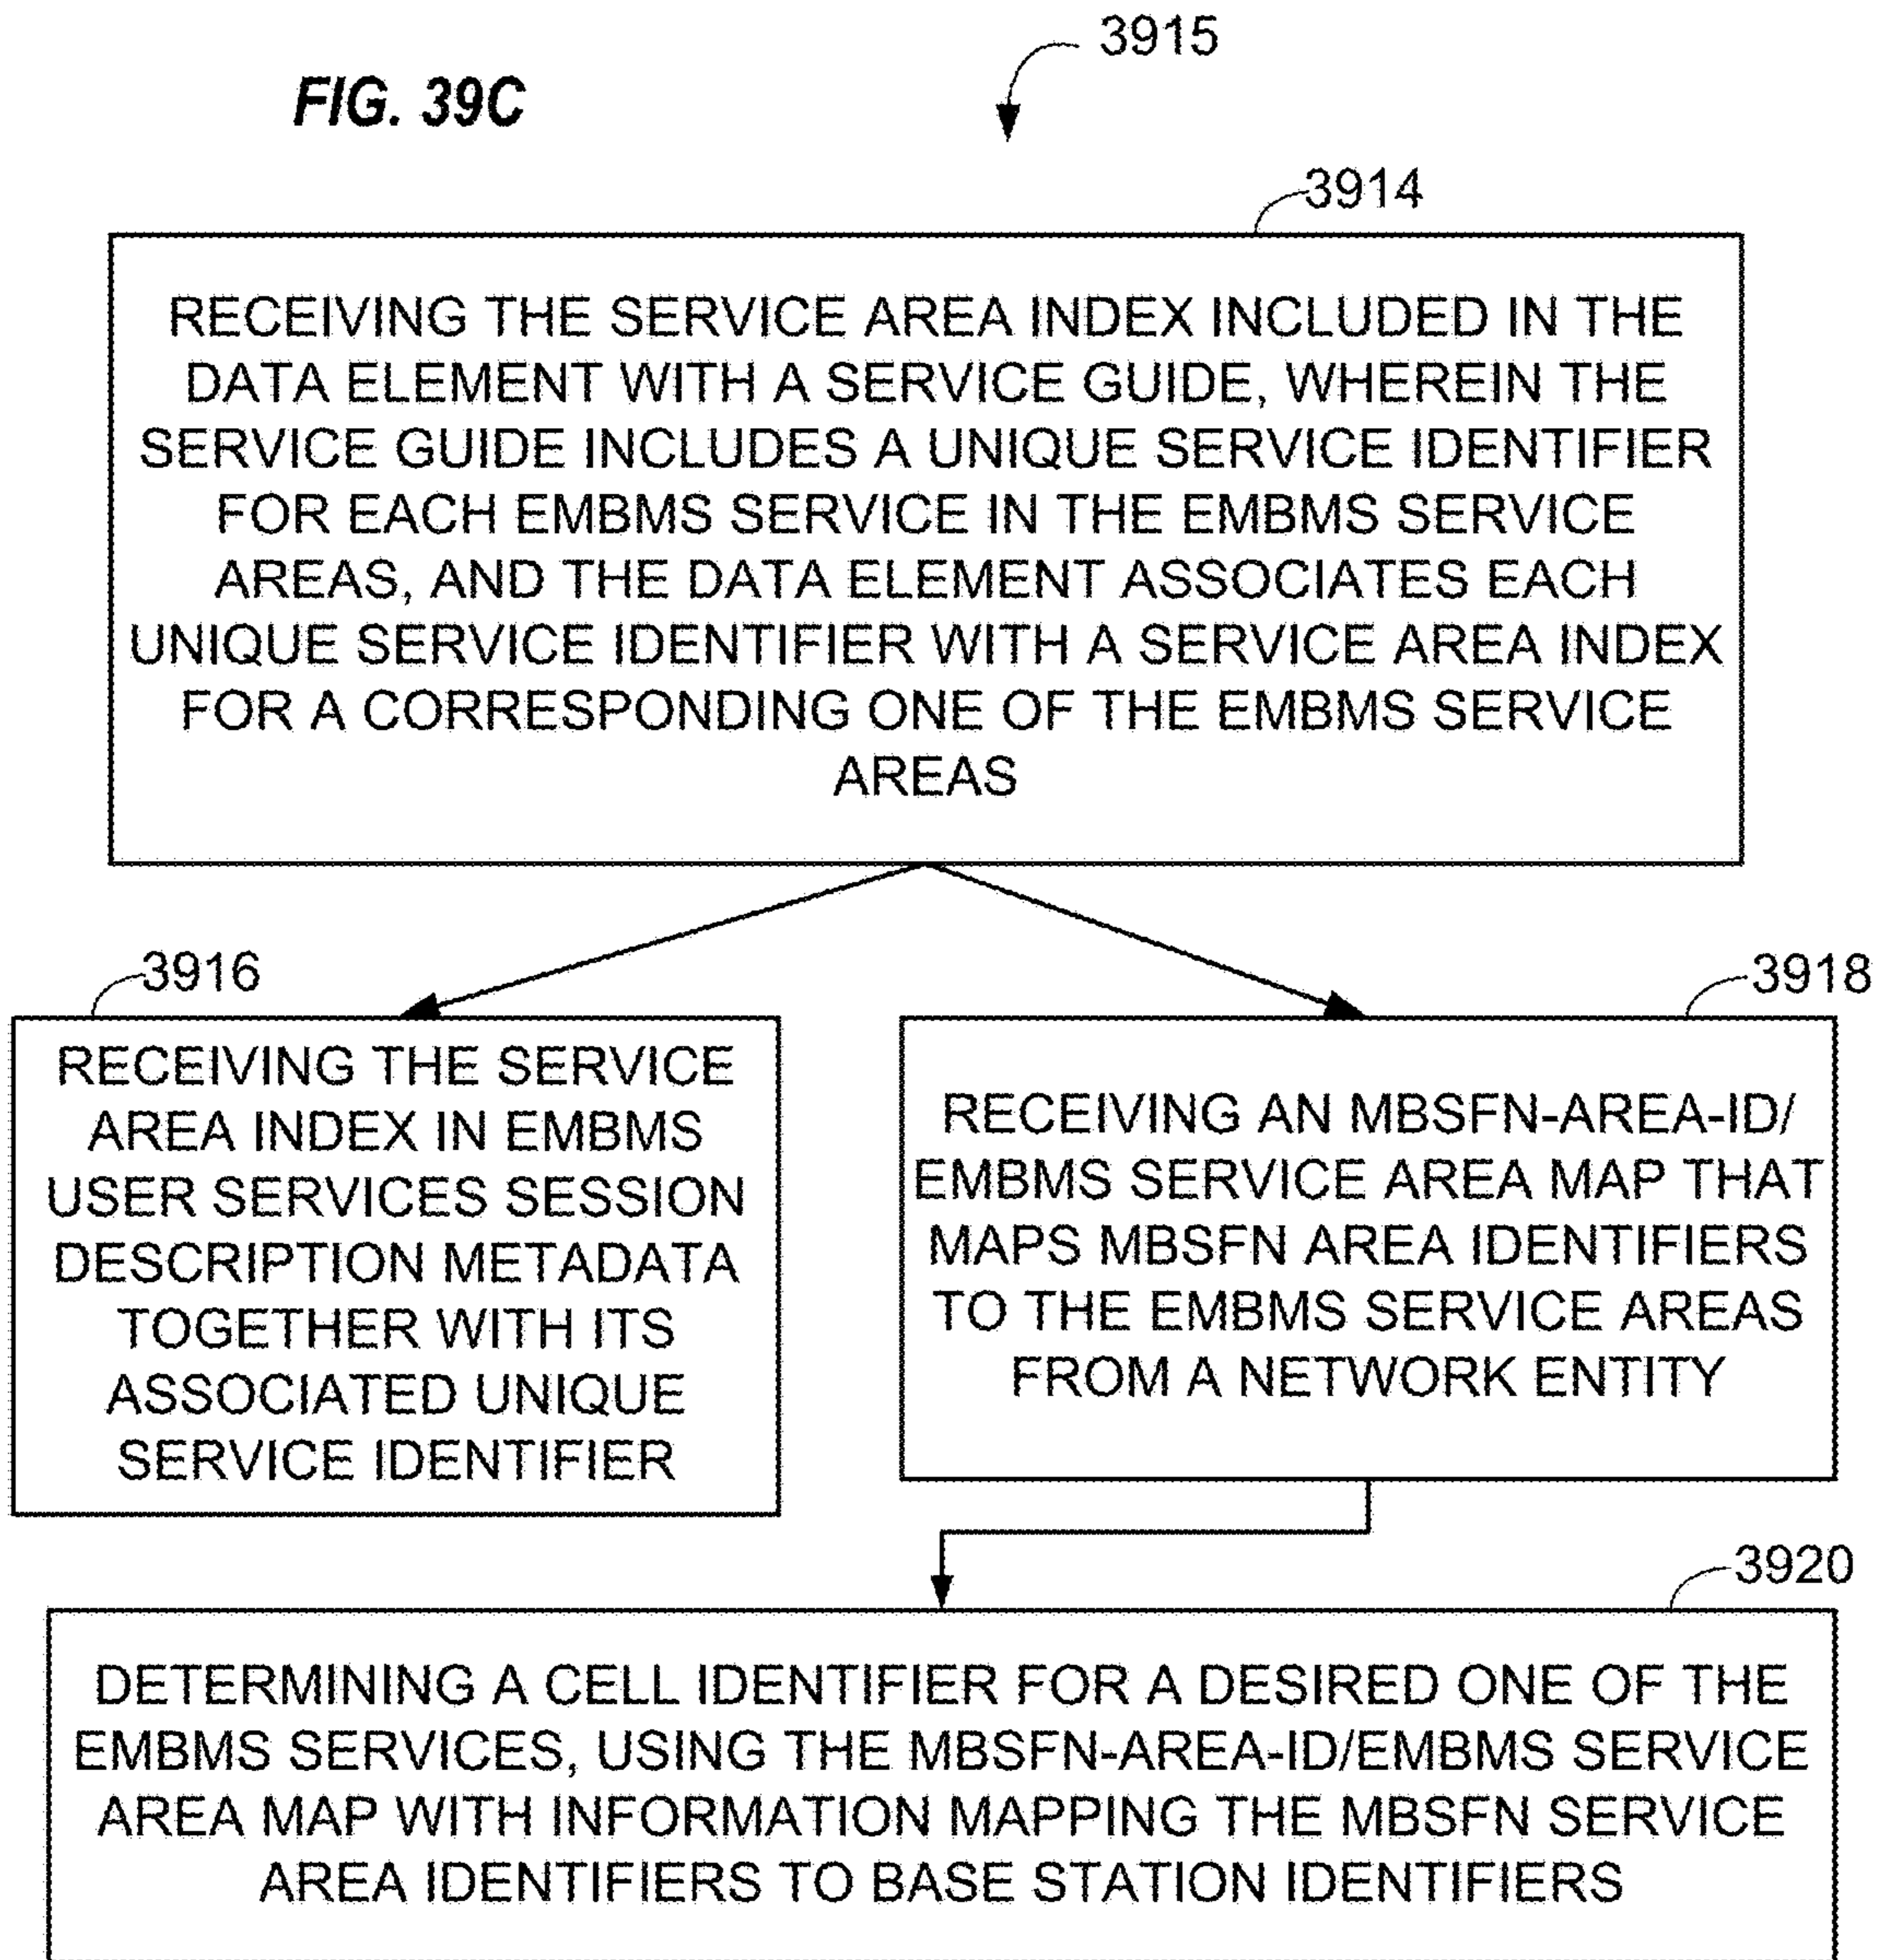 3915
FIG. 39C
3914
RECEIVING THE SERVICE AREA INDEX INCLUDED IN THE
DATA ELEMENT WITH A SERVICE GUIDE, WHEREIN THE
SERVICE GUIDE INCLUDES A UNIQUE SERVICE IDENTIFIER
FOR EACH EMBMS SERVICE IN THE EMBMS SERVICE
AREAS, AND THE DATA ELEMENT ASSOCIATES EACH
UNIQUE SERVICE IDENTIFIER WITH A SERVICE AREA INDEX
FOR A CORRESPONDING ONE OF THE EMBMS SERVICE
AREAS
3916
RECEIVING THE SERVICE
AREA INDEX IN EMBMS
USER SERVICES SESSION
DESCRIPTION METADATA
TOGETHER WITH ITS
ASSOCIATED UNIQUE
SERVICE IDENTIFIER
3918
RECEIVING AN MBSFN-AREA-ID/
EMBMS SERVICE AREA MAP THAT
MAPS MBSFN AREA IDENTIFIERS
TO THE EMBMS SERVICE AREAS
FROM A NETWORK ENTITY
3920
DETERMINING A CELL IDENTIFIER FOR A DESIRED ONE OF THE
EMBMS SERVICES, USING THE MBSFN-AREA-ID/EMBMS SERVICE
AREA MAP WITH INFORMATION MAPPING THE MBSFN SERVICE
AREA IDENTIFIERS TO BASE STATION IDENTIFIERS